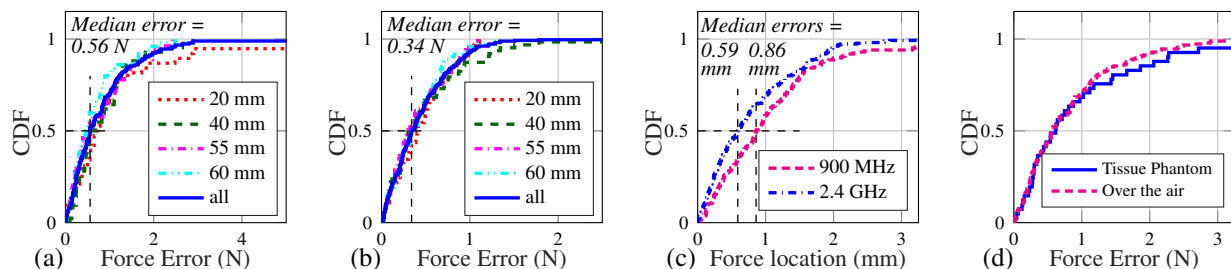 Median error =
0.56 N
1
0.5
0
CDF
20 mm
40 mm
55 mm
60 mm
all
0
2
4
(a)
Force Error (N)
Median error =
0.34 N
1
0.5
0
CDF
20 mm
40 mm
55 mm
60 mm
all
0
1
2
(b)
Force Error (N)
Median errors =
0.59 0.86
mm mm
1
0.5
0
CDF
900 MHz
2.4 GHz
0
1
2
3
(c)
Force location (mm)
1
0.5
0
CDF
Tissue Phantom
Over the air
0
1
2
3
(d)
Force Error (N)